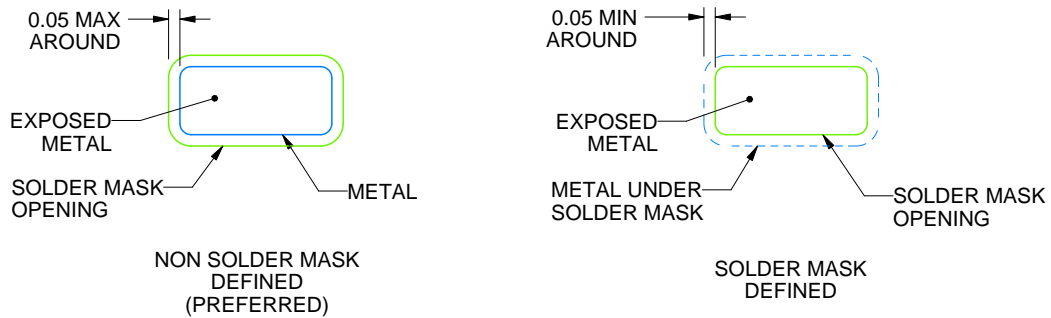 0.05 MAX
AROUND
EXPOSED
METAL
SOLDER MASK
OPENING
METAL
NON SOLDER MASK
DEFINED
(PREFERRED)
0.05 MIN
AROUND
EXPOSED
METAL
METAL UNDER
SOLDER MASK
SOLDER MASK
OPENING
SOLDER MASK
DEFINED